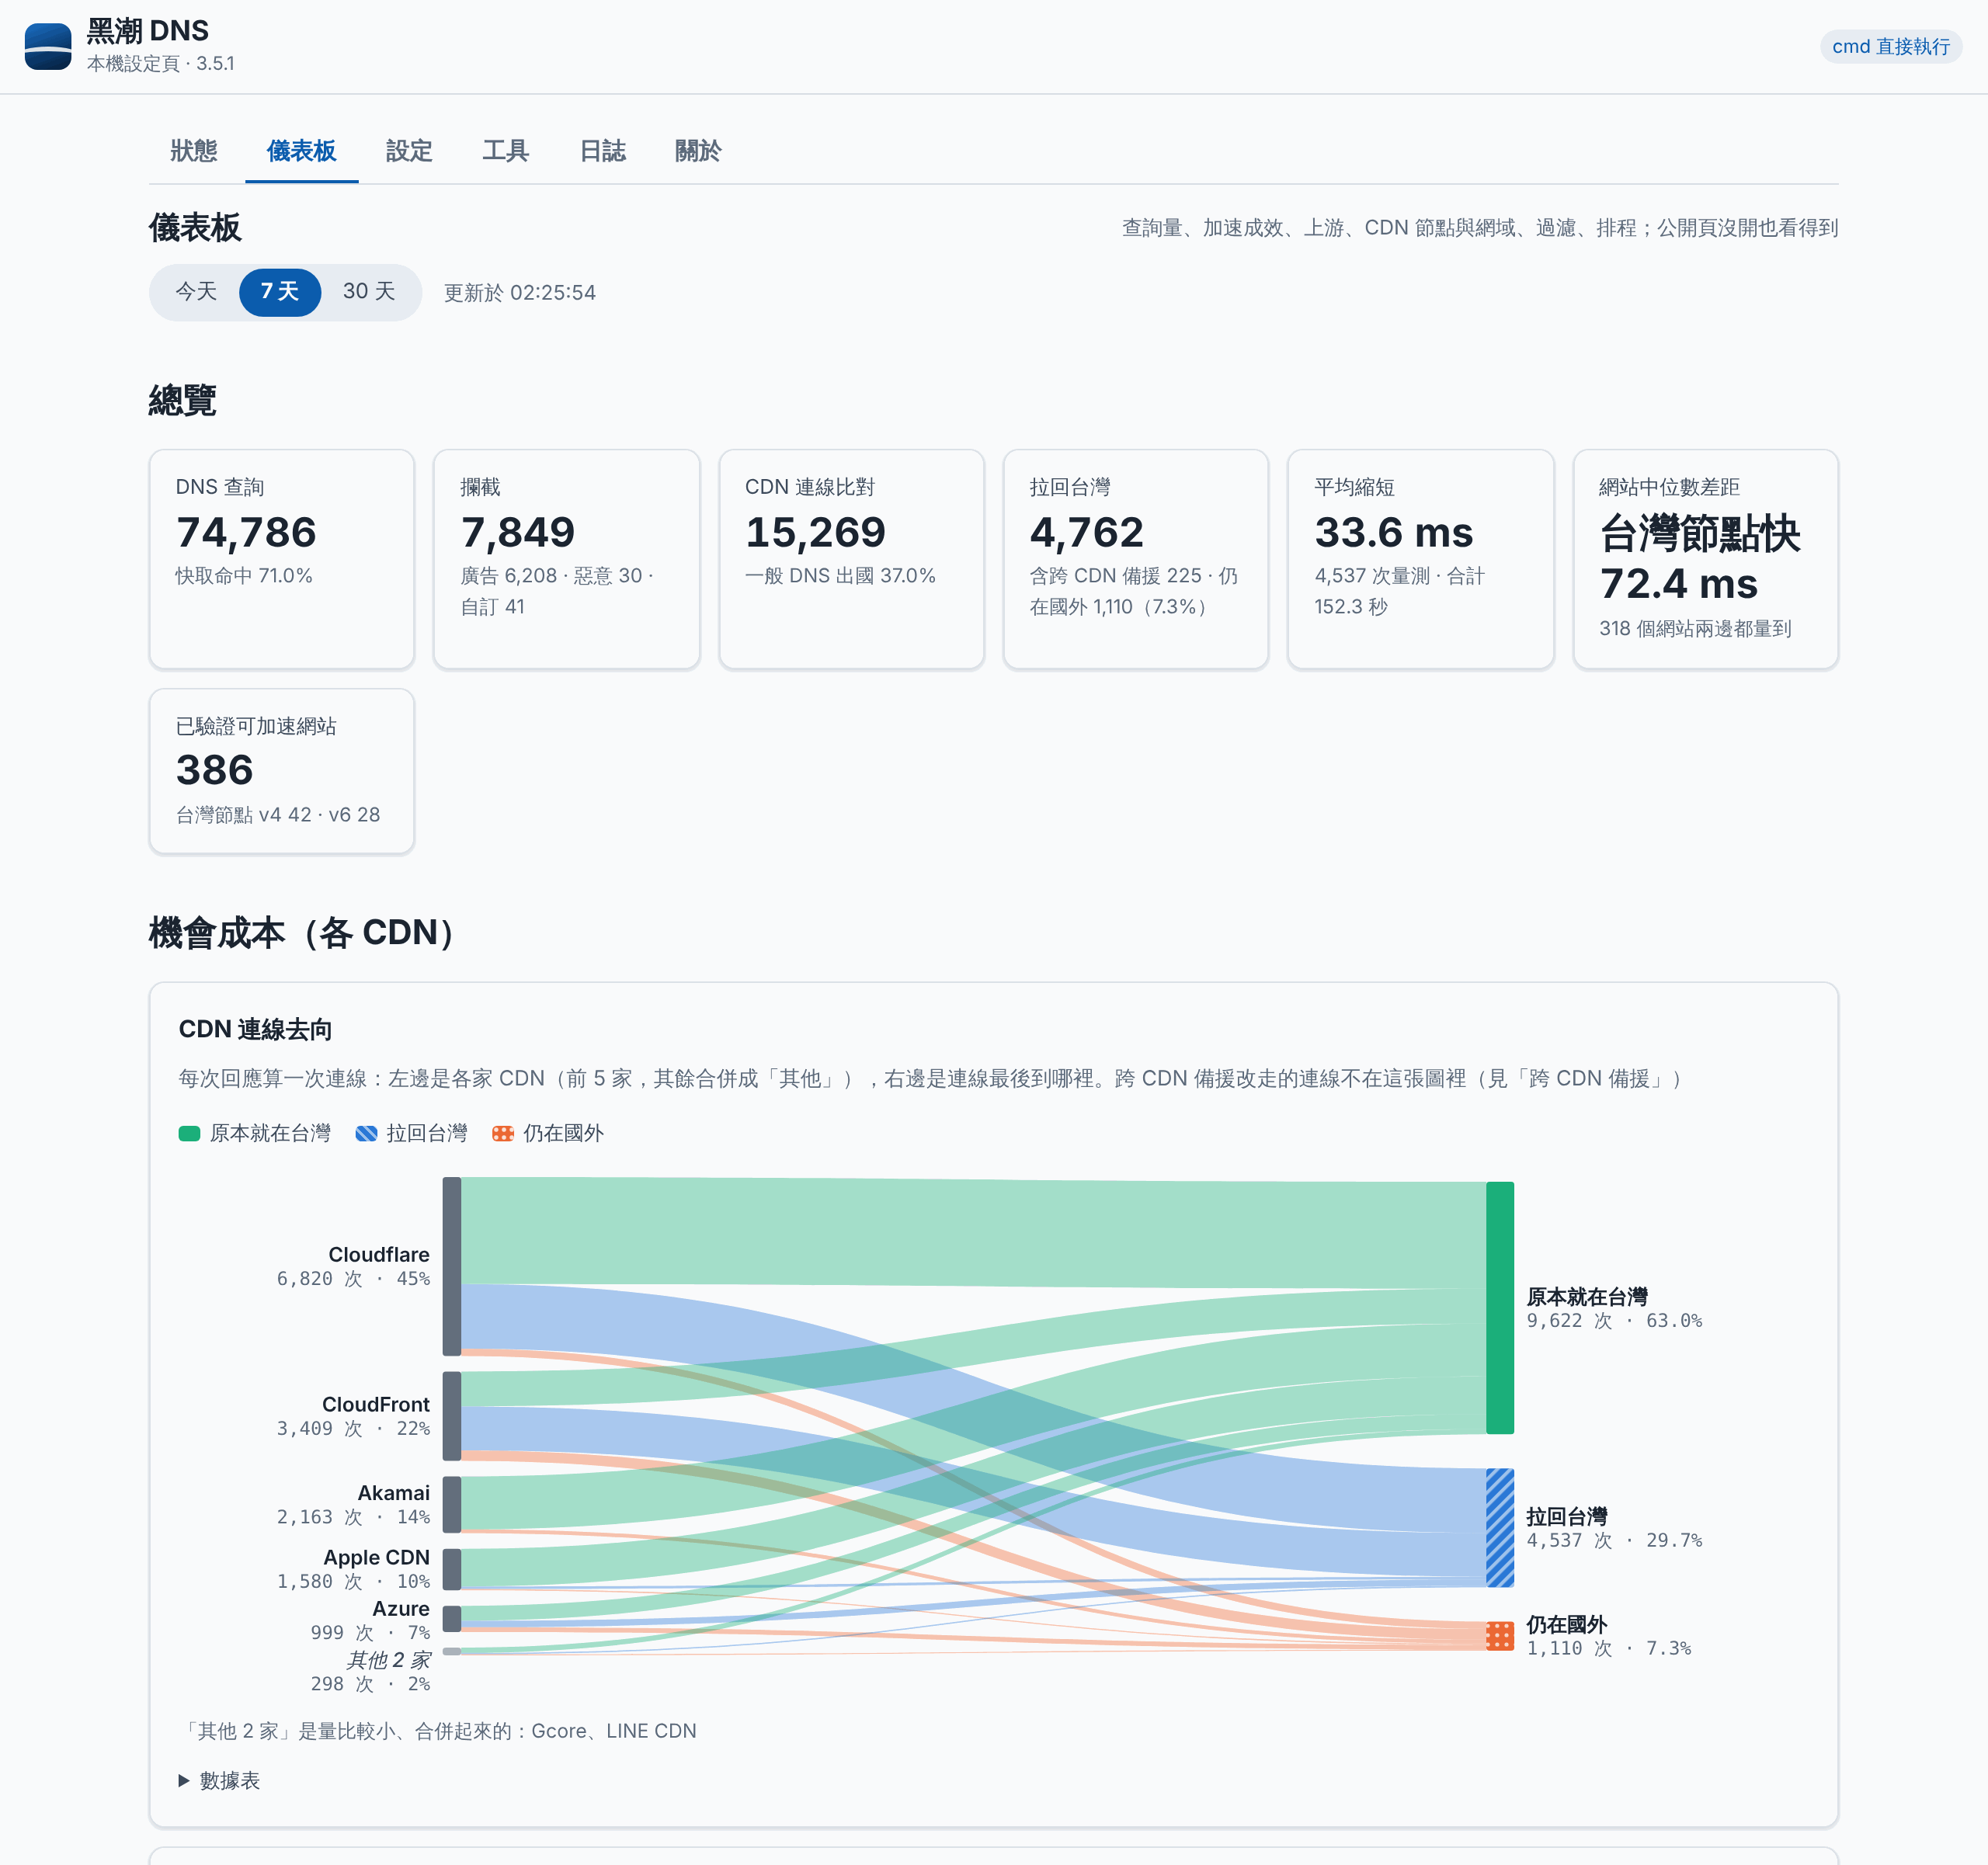 黑潮 DNS
本機設定頁 · 3.5.1
cmd 直接執行
狀態
儀表板
設定
工具
日誌
關於
儀表板
查詢量、加速成效、上游、CDN 節點與網域、過濾、排程；公開頁沒開也看得到
今天
7 天
30 天
更新於 02:25:54
總覽
DNS 查詢
74,786
快取命中 71.0%
攔截
7,849
廣告 6,208 · 惡意 30 ·
自訂 41
CDN 連線比對
15,269
一般 DNS 出國 37.0%
拉回台灣
4,762
含跨 CDN 備援 225 · 仍
在國外 1,110（7.3%）
平均縮短
33.6 ms
4,537 次量測 · 合計
152.3 秒
網站中位數差距
台灣節點快
72.4 ms
318 個網站兩邊都量到
已驗證可加速網站
386
台灣節點 v4 42 · v6 28
機會成本（各 CDN）
CDN 連線去向
每次回應算一次連線：左邊是各家 CDN（前 5 家，其餘合併成「其他」），右邊是連線最後到哪裡。跨 CDN 備援改走的連線不在這張圖裡（見「跨 CDN 備援」）
原本就在台灣
拉回台灣
仍在國外
Cloudflare
6,820 次 · 45%
CloudFront
3,409 次 · 22%
Akamai
2,163 次 · 14%
Apple CDN
1,580 次 · 10%
Azure
999 次 · 7%
其他 2 家
298 次 · 2%
原本就在台灣
9,622 次 · 63.0%
拉回台灣
4,537 次 · 29.7%
仍在國外
1,110 次 · 7.3%
「其他 2 家」是量比較小、合併起來的：Gcore、LINE CDN
數據表